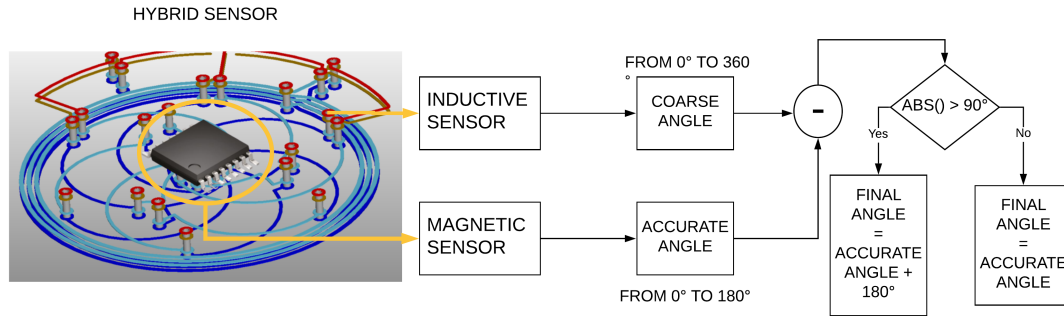 HYBRID SENSOR
INDUCTIVE
SENSOR
FROM 0° TO 360
°
COARSE
ANGLE
-
ABS() > 90°
Yes
No
MAGNETIC
SENSOR
ACCURATE
ANGLE
FROM 0° TO 180°
FINAL
ANGLE
=
ACCURATE
ANGLE +
180°
FINAL
ANGLE
=
ACCURATE
ANGLE